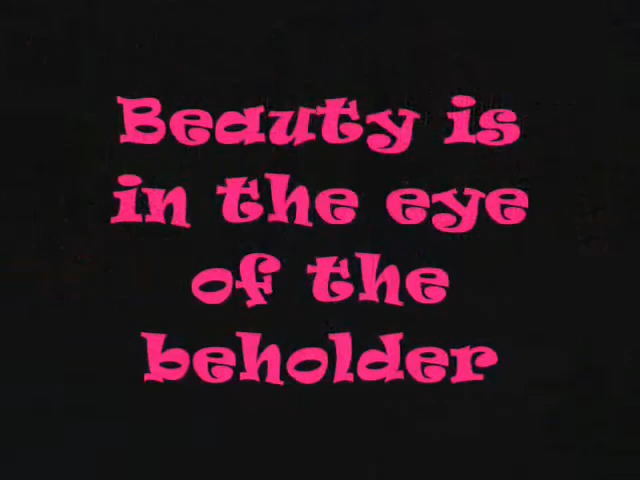 Beauty is
in the eye
of the
beholder